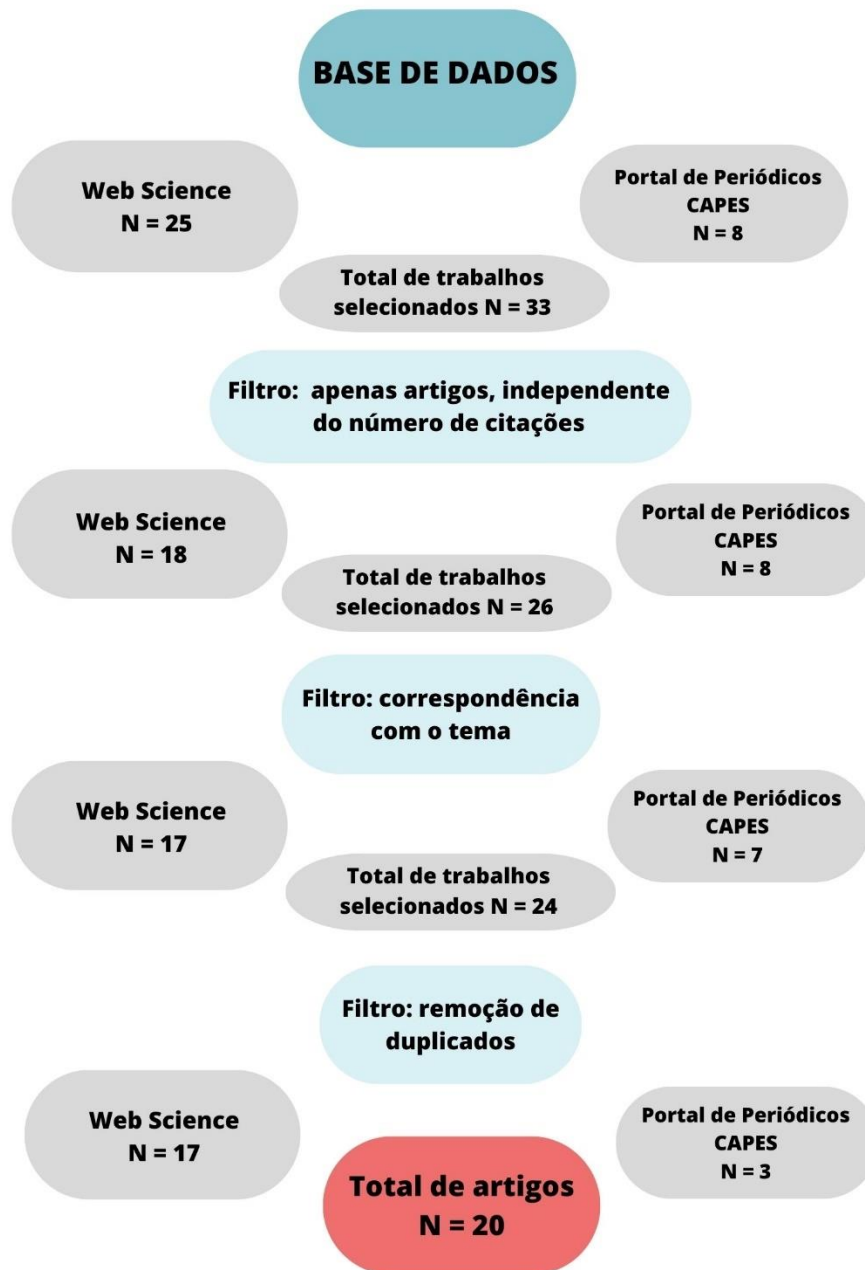 BASE DE DADOS
Web Science
N = 25
Portal de Periódicos
CAPES
N = 8
Total de trabalhos
selecionados N = 33
Filtro:  apenas artigos, independente
do número de citações
Web Science
N = 18
Portal de Periódicos
CAPES
N = 8
Total de trabalhos
selecionados N = 26
Filtro: correspondência
com o tema
Web Science
N = 17
Portal de Periódicos
CAPES
N = 7
Total de trabalhos
selecionados N = 24
Filtro: remoção de
duplicados
Web Science
N = 17
Portal de Periódicos
CAPES
N = 3
Total de artigos
N = 20